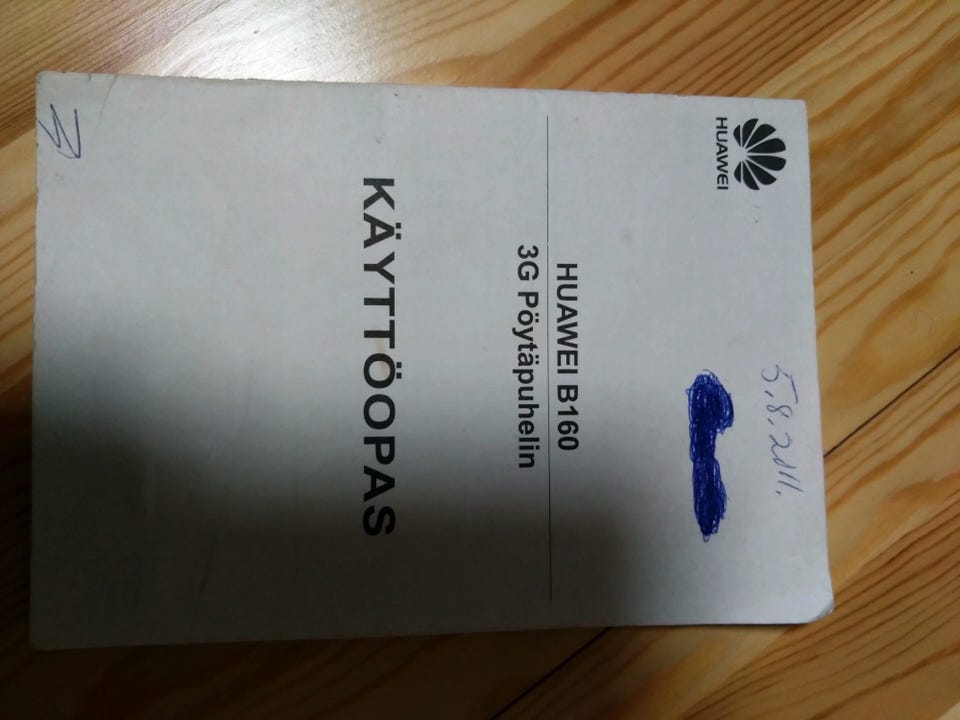 HUAWEI
5.8.2011.
HUAWEI B160
3G Pöytäpuhelin
KÄYTTÖOPAS